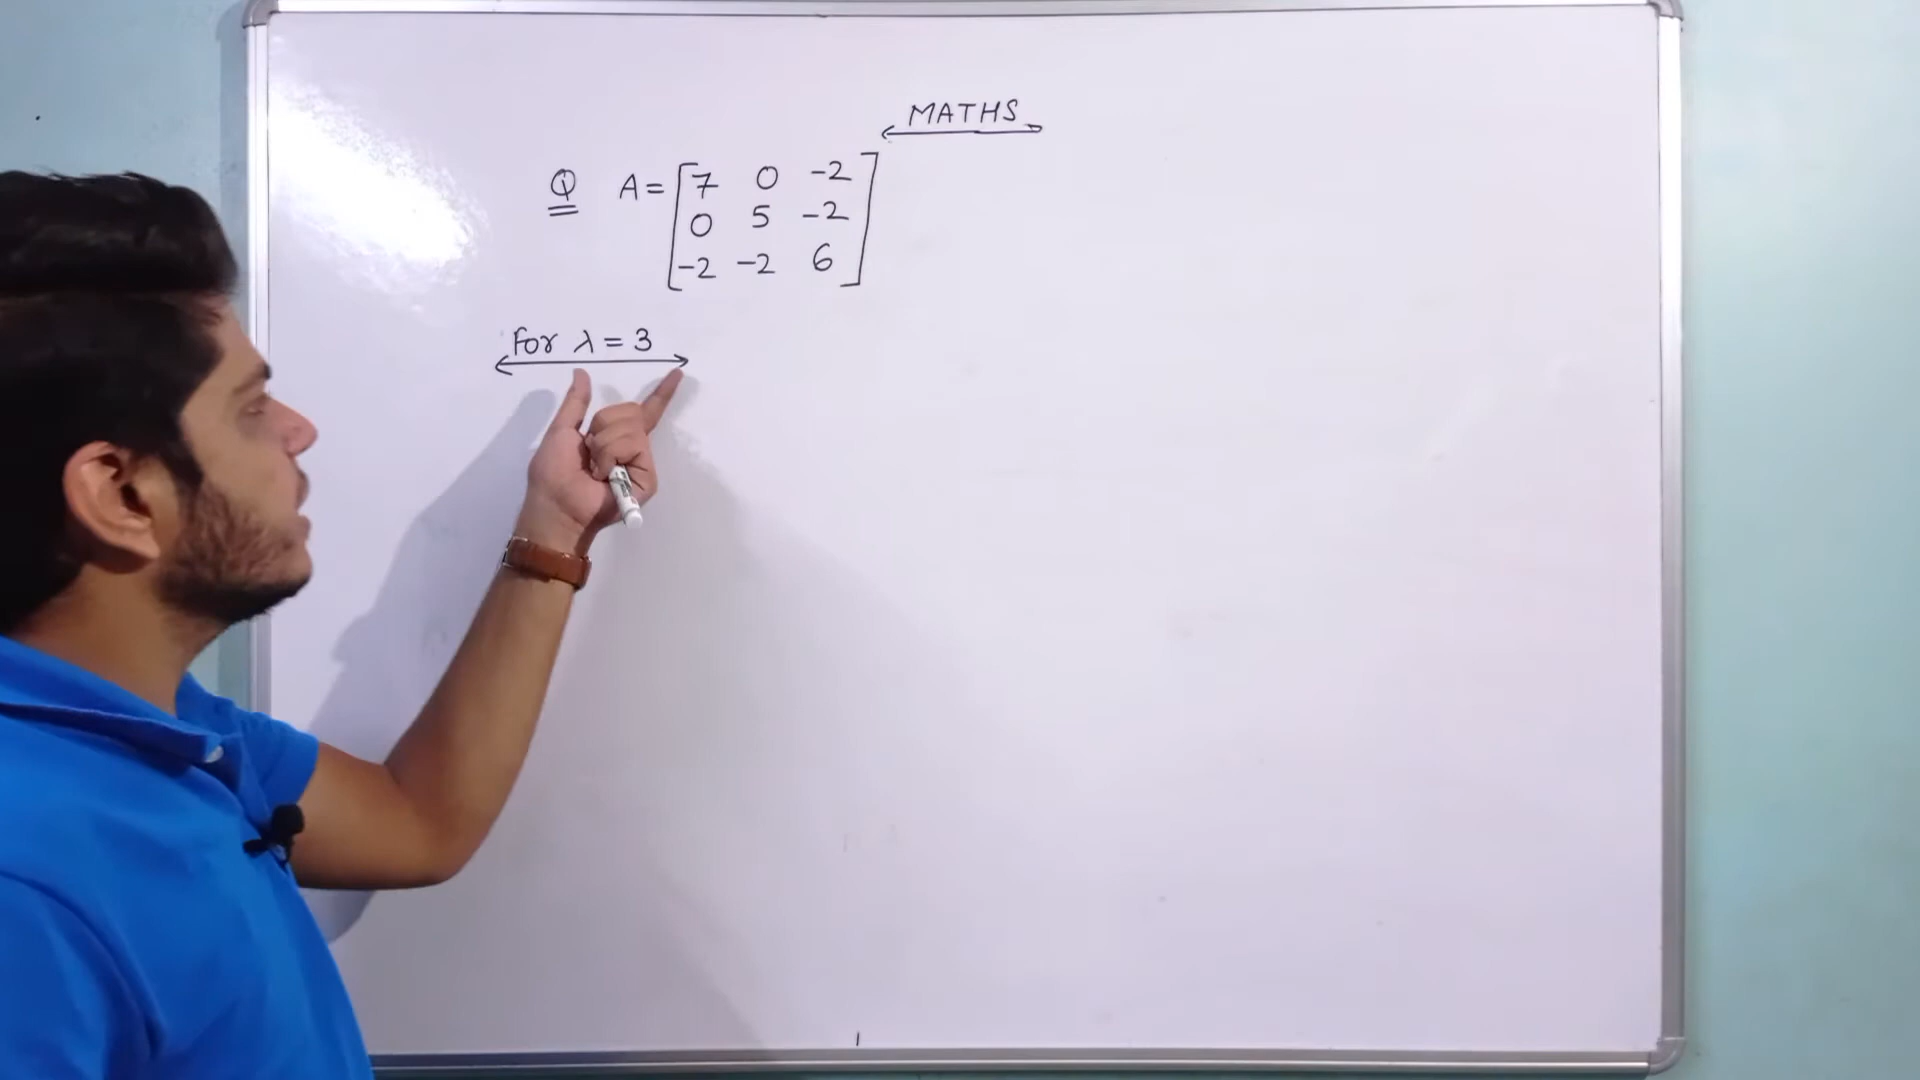 MATHS
Q A = [7 0 -2
0 5 -2
-2 -2 6]
For λ = 3